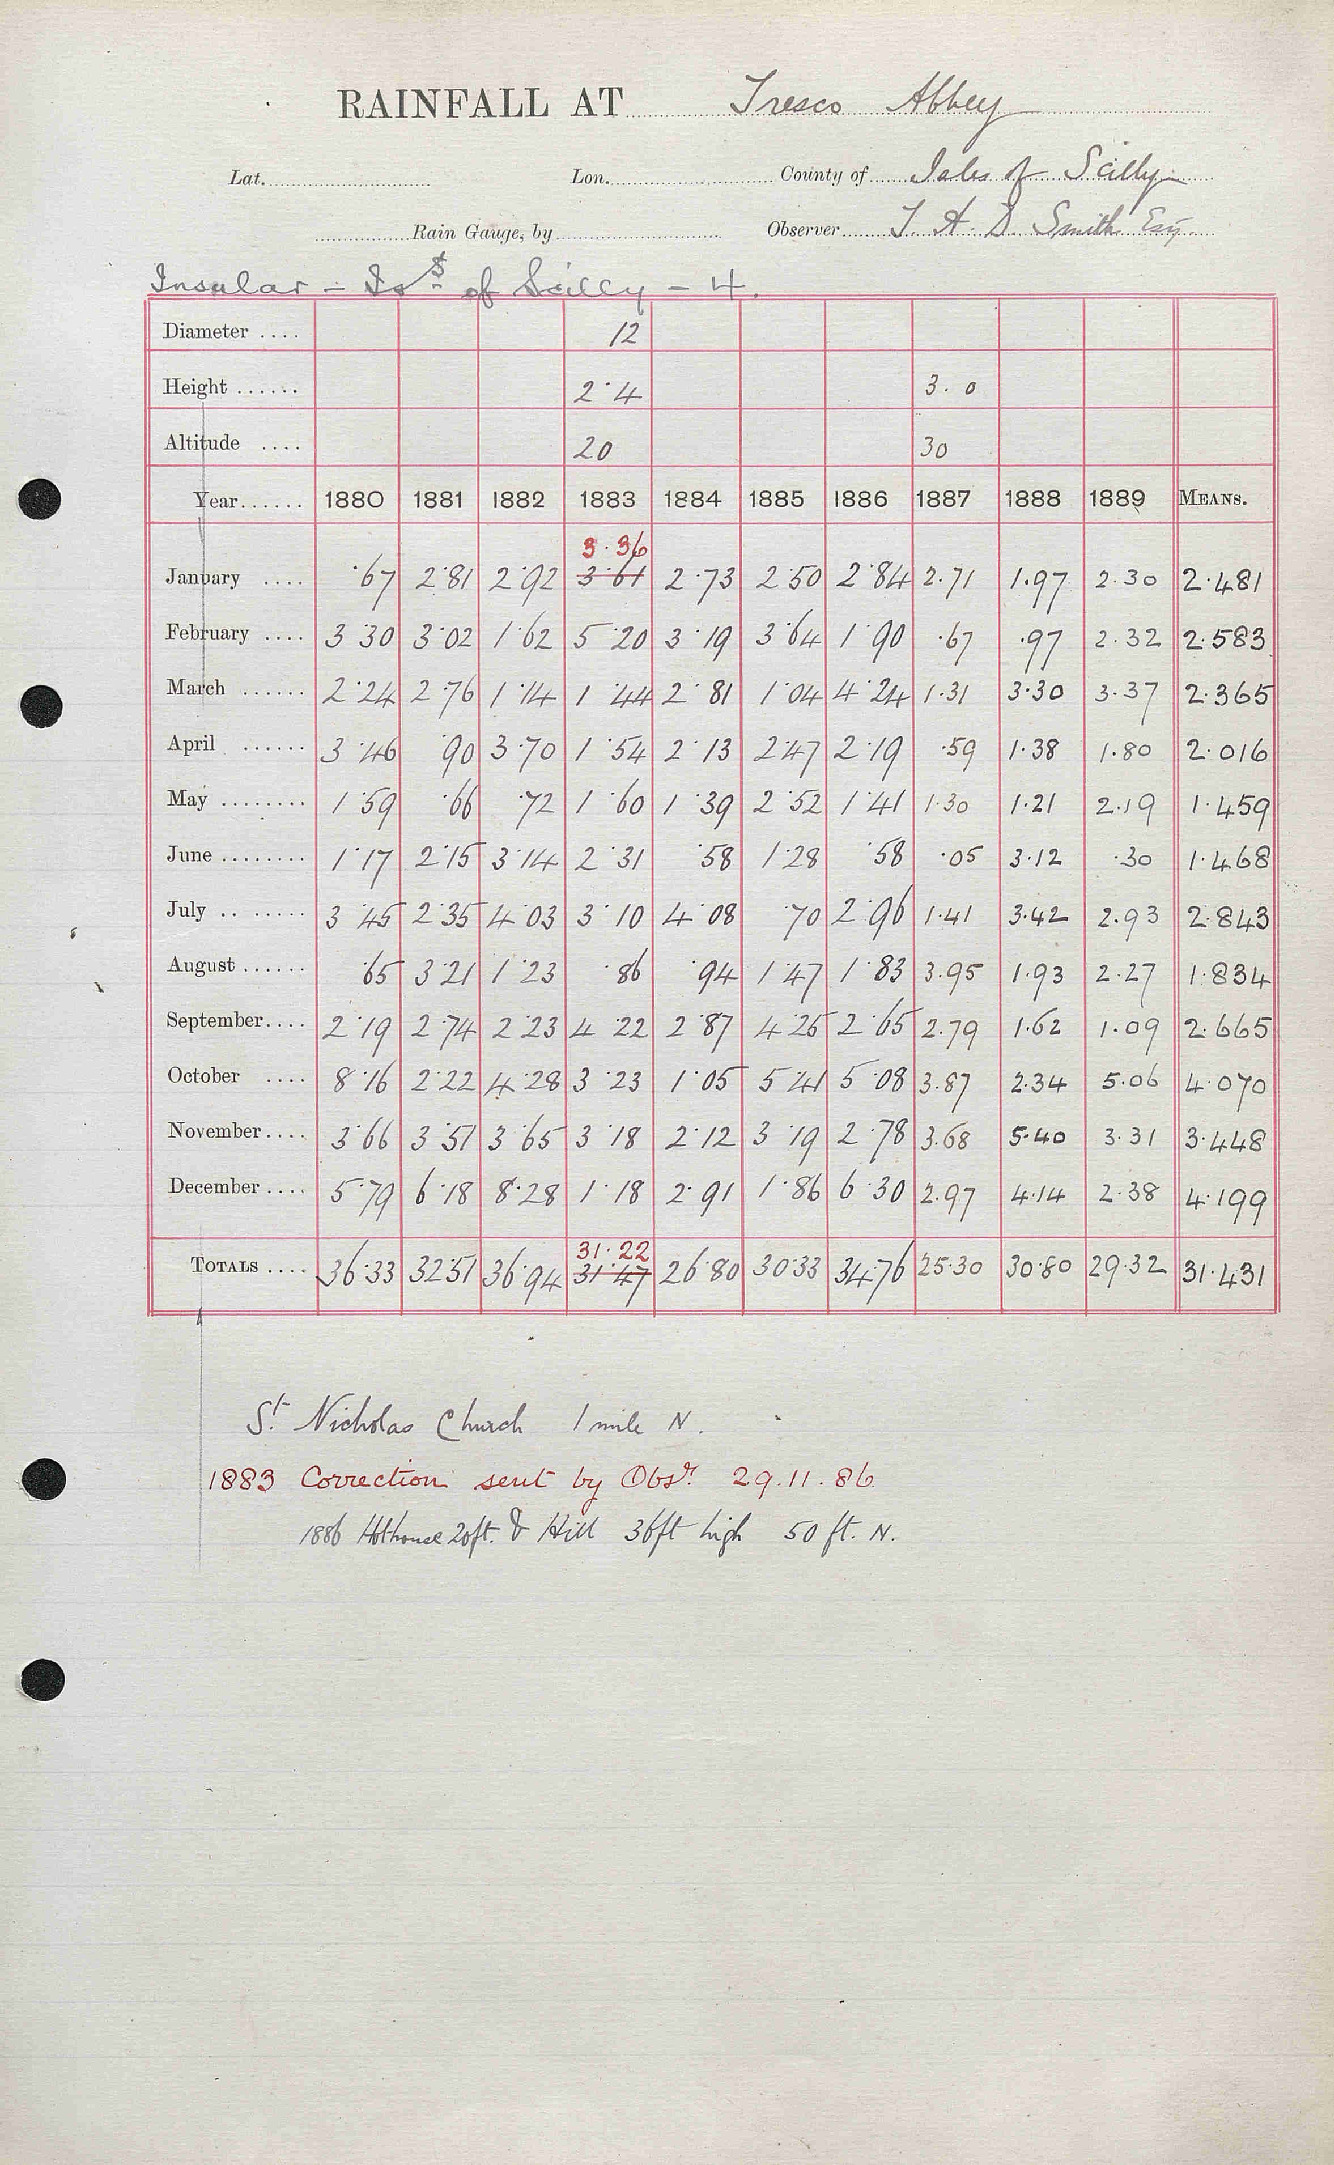 RAINFALL AT Tresco Abbey
Lat. Lon. County of Isles of Scilly
Rain Gauge, by Observer T. A. D. Smith Esq.
Insular - Is.s of Scilly - 4.
Diameter .... 12
Height ...... 2.4 3.0
Altitude .... 20 30
Year ...... 1880 1881 1882 1883 1884 1885 1886 1887 1888 1889 MEANS.
3.36
January .... .67 2.81 2.92 3.61 2.73 2.50 2.84 2.71 1.97 2.30 2.481
February .... 3.30 3.02 1.62 5.20 3.19 3.64 1.90 .67 .97 2.32 2.583
March ...... 2.24 2.76 1.14 1.44 2.81 1.04 4.24 1.31 3.30 3.37 2.365
April ...... 3.46 .90 3.70 1.54 2.13 2.47 2.19 .59 1.38 1.80 2.016
May ........ 1.59 .66 .72 1.60 1.39 2.52 1.41 1.30 1.21 2.19 1.459
June ........ 1.17 2.15 3.14 2.31 .58 1.28 .58 .05 3.12 .30 1.468
July .. ...... 3.45 2.35 4.03 3.10 4.08 .70 2.96 1.41 3.42 2.93 2.843
August ...... .65 3.21 1.23 .86 .94 1.47 1.83 3.95 1.93 2.27 1.834
September.... 2.19 2.74 2.23 4.22 2.87 4.25 2.65 2.79 1.62 1.09 2.665
October .... 8.16 2.22 4.28 3.23 1.05 5.41 5.08 3.87 2.34 5.06 4.070
November.... 3.66 3.51 3.65 3.18 2.12 3.19 2.78 3.68 5.40 3.31 3.448
December .... 5.79 6.18 8.28 1.18 2.91 1.86 6.30 2.97 4.14 2.38 4.199
31.22
TOTALS .... 36.33 32.51 36.94 31.47 26.80 30.33 34.76 25.30 30.80 29.32 31.431
St. Nicholas Church 1 mile N.
1883 Correction sent by Obsr. 29.11.86
1886 Hothouse 20ft. & Hill 36ft high 50 ft. N.